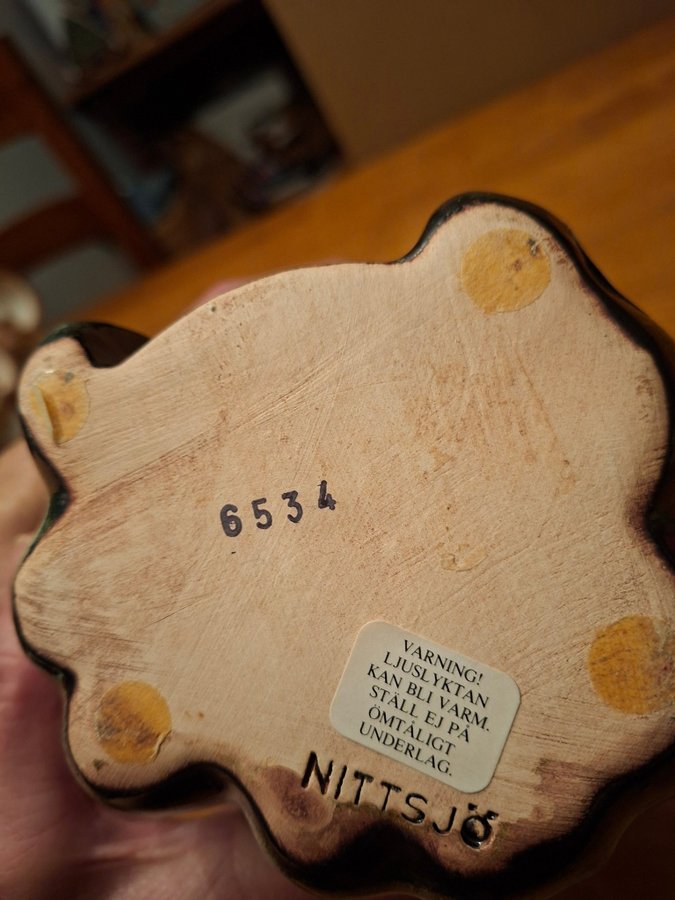 6534
VARNING!
LJUSLYKTAN
KAN BLI VARM.
STÄLL EJ PÅ
ÖMTÅLIGT
UNDERLAG.
NITTSJÖ